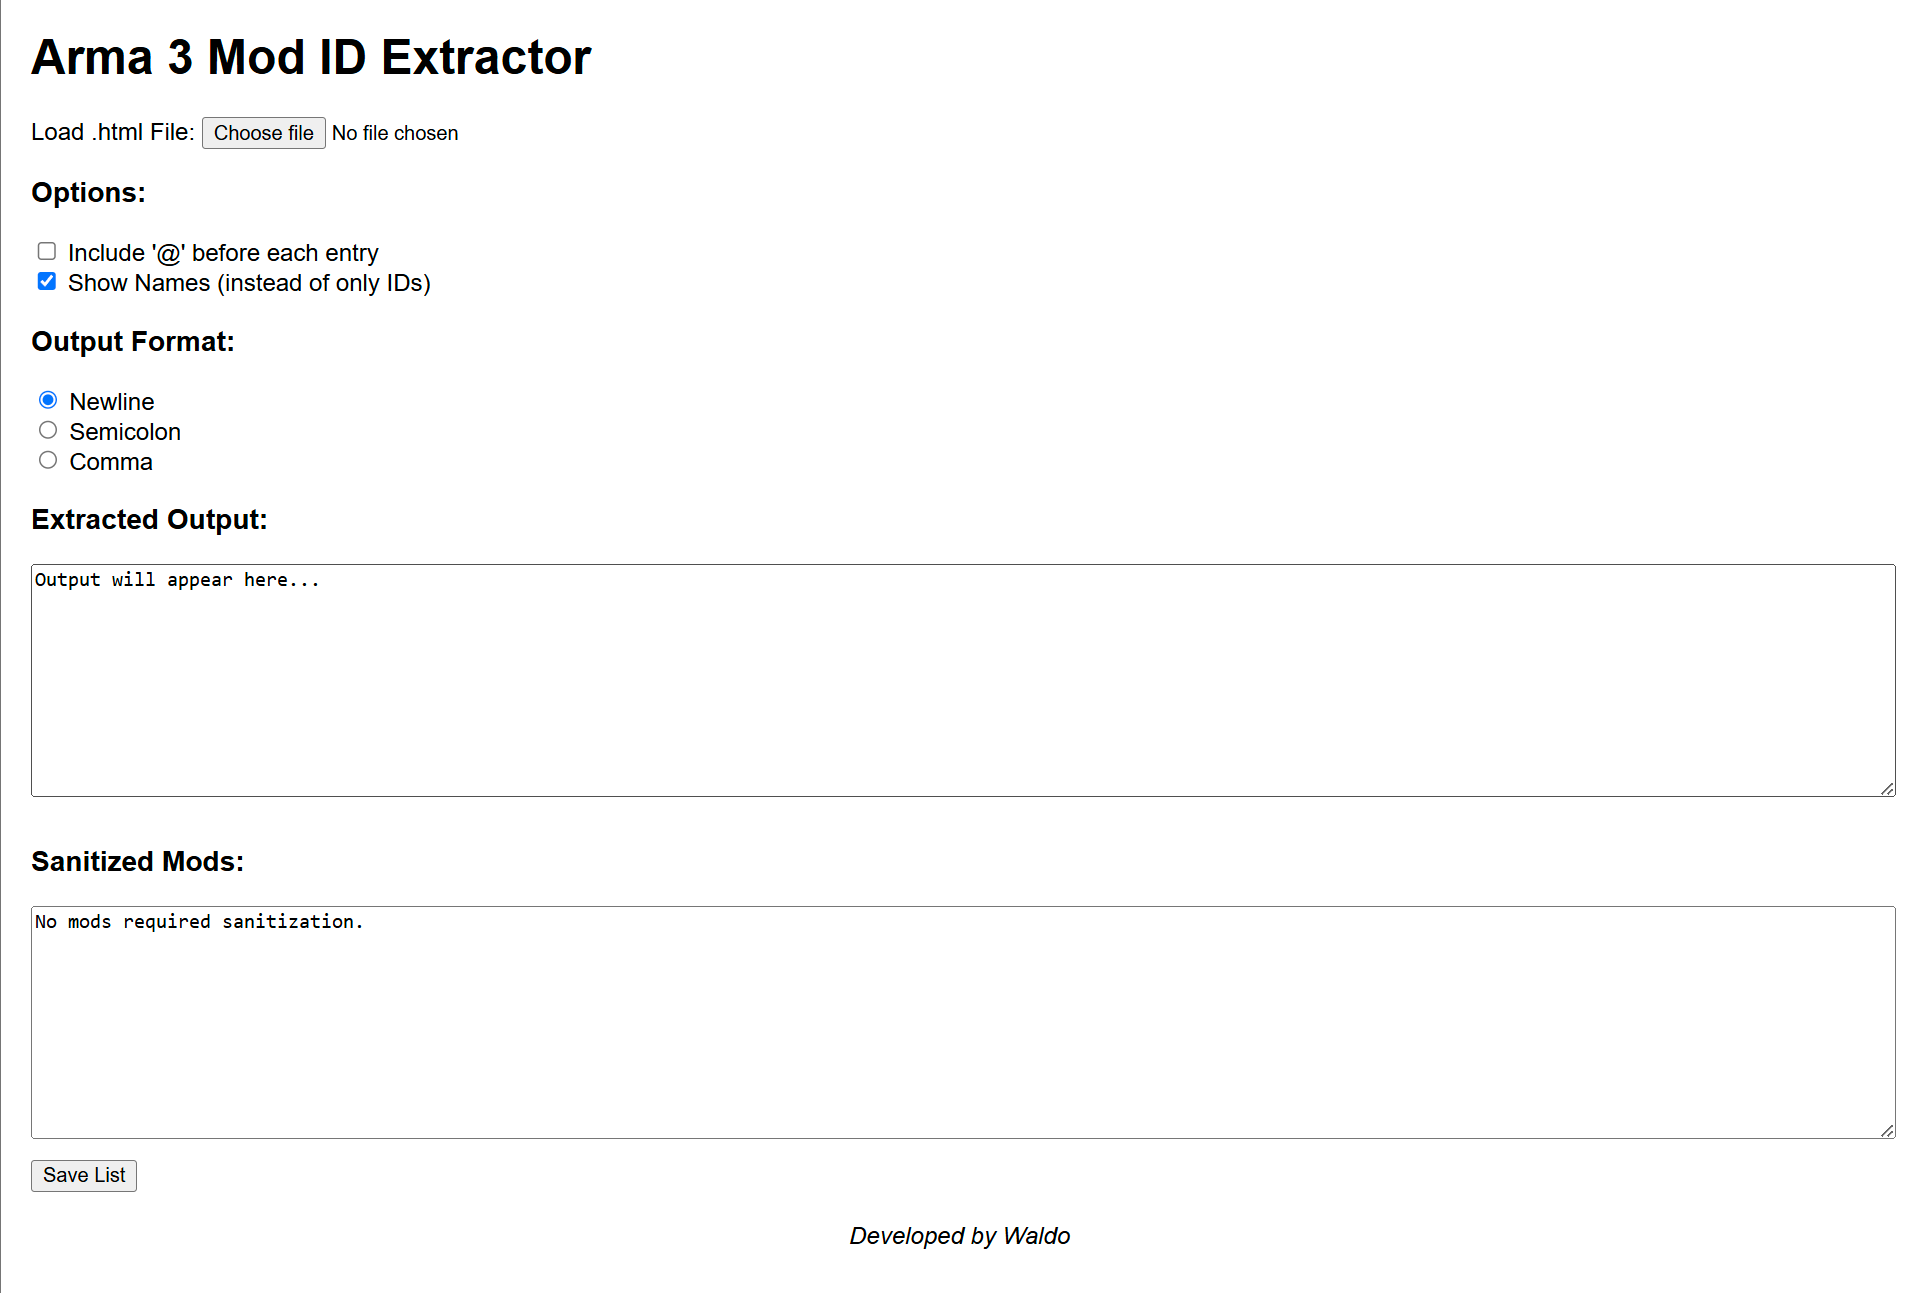 Arma 3 Mod ID Extractor
Load .html File: Choose file No file chosen
Options:
Include '@' before each entry
Show Names (instead of only IDs)
Output Format:
Newline
Semicolon
Comma
Extracted Output:
Output will appear here...
Sanitized Mods:
No mods required sanitization.
Save List
Developed by Waldo